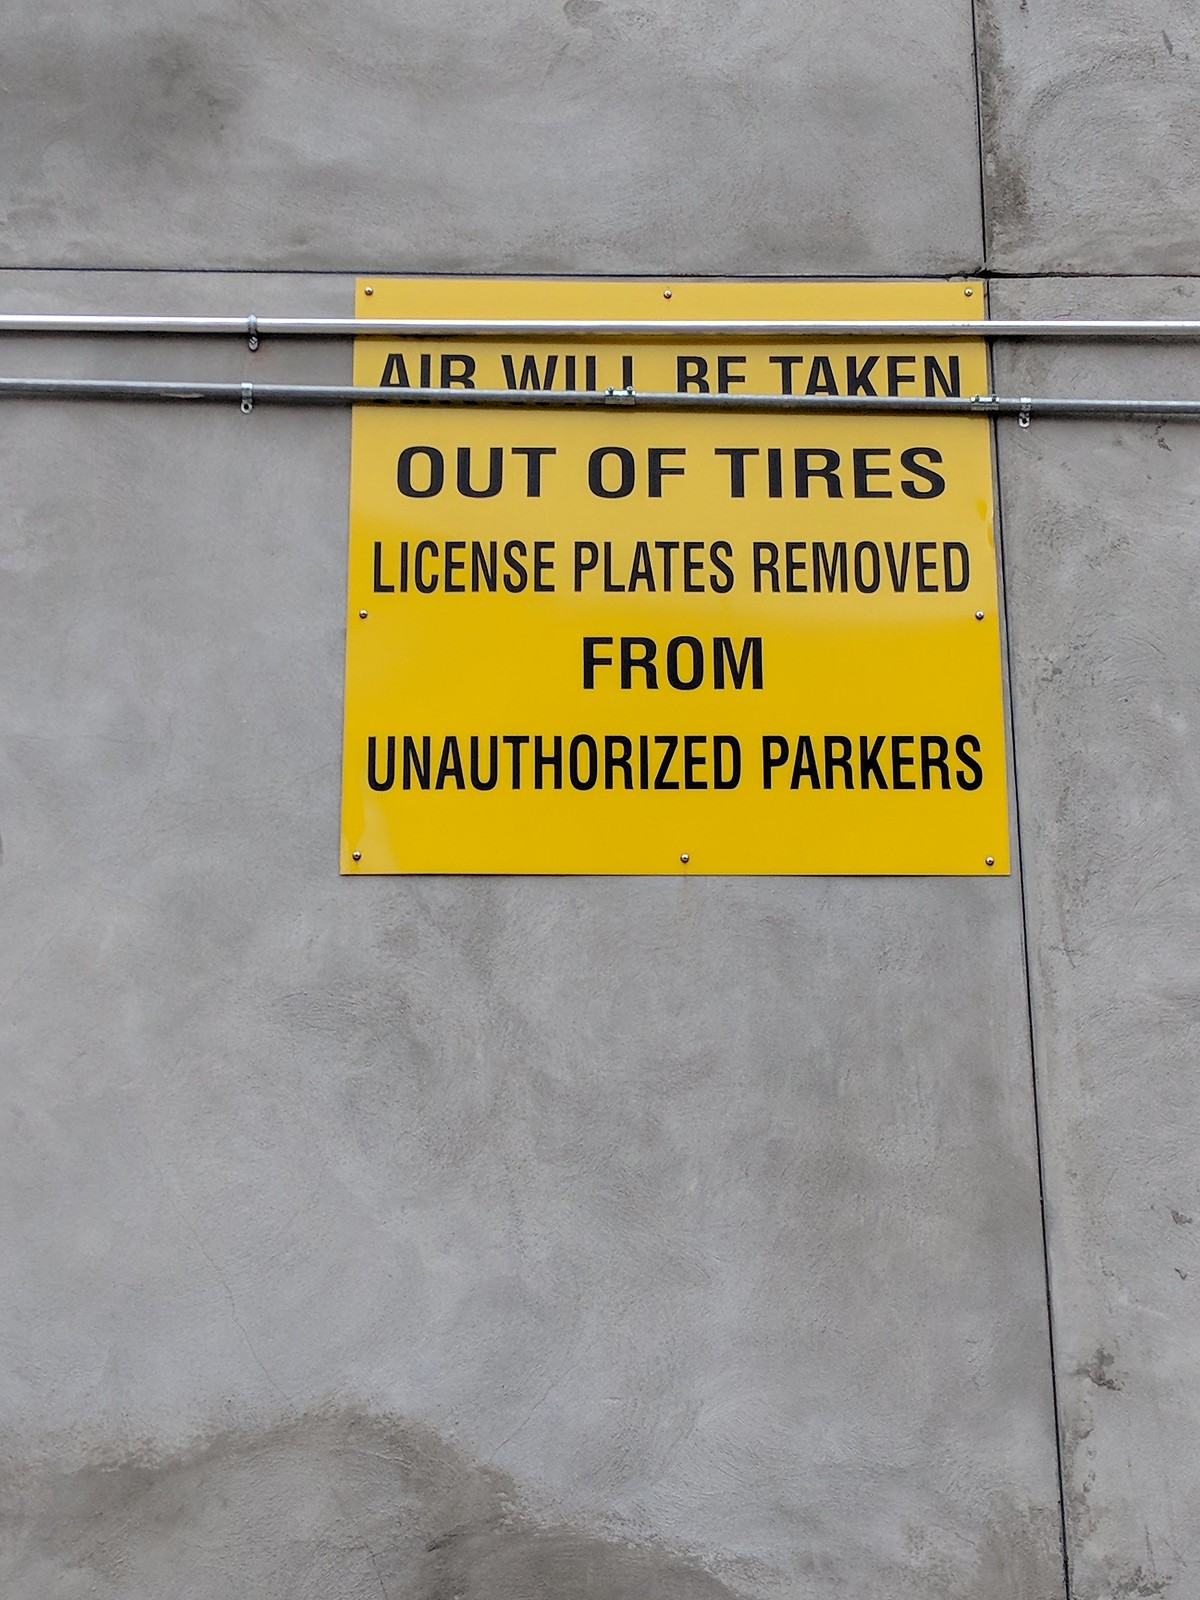 AIR WILL BE TAKEN
OUT OF TIRES
LICENSE PLATES REMOVED
FROM
UNAUTHORIZED PARKERS